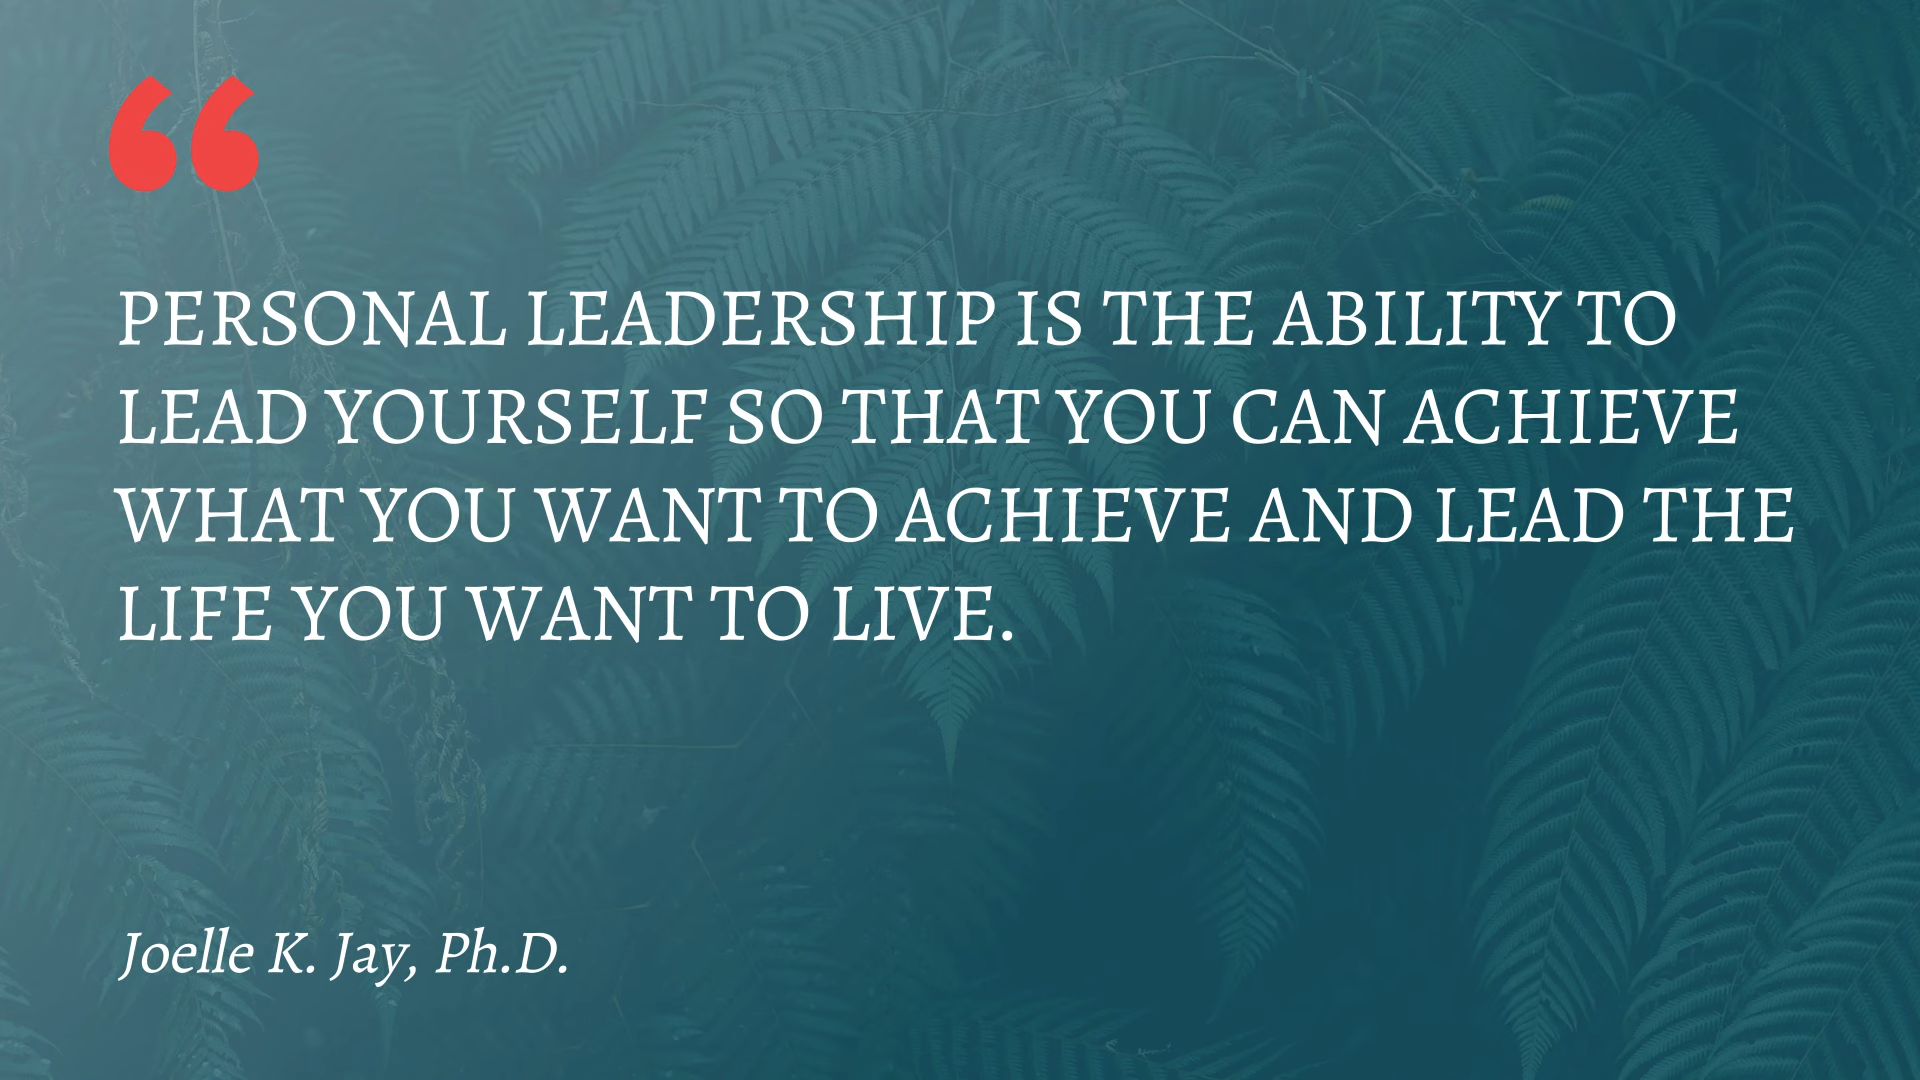 “
PERSONAL LEADERSHIP IS THE ABILITY TO
LEAD YOURSELF SO THAT YOU CAN ACHIEVE
WHAT YOU WANT TO ACHIEVE AND LEAD THE
LIFE YOU WANT TO LIVE.
Joelle K. Jay, Ph.D.